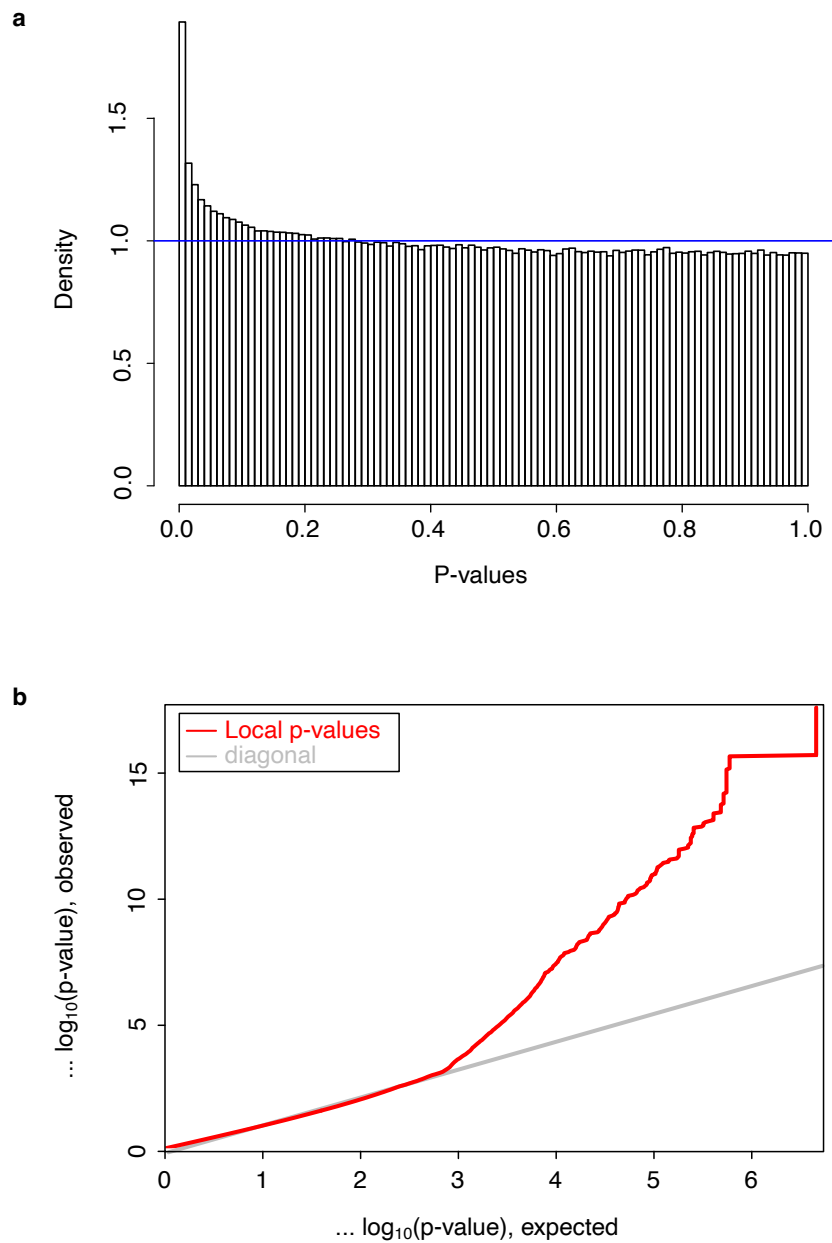 a
1.5
1.0
0.5
0.0
Density
0.0 0.2 0.4 0.6 0.8 1.0
P-values
b
Local p-values
diagonal
15
10
5
0
... log₁₀(p-value), observed
0 1 2 3 4 5 6
... log₁₀(p-value), expected